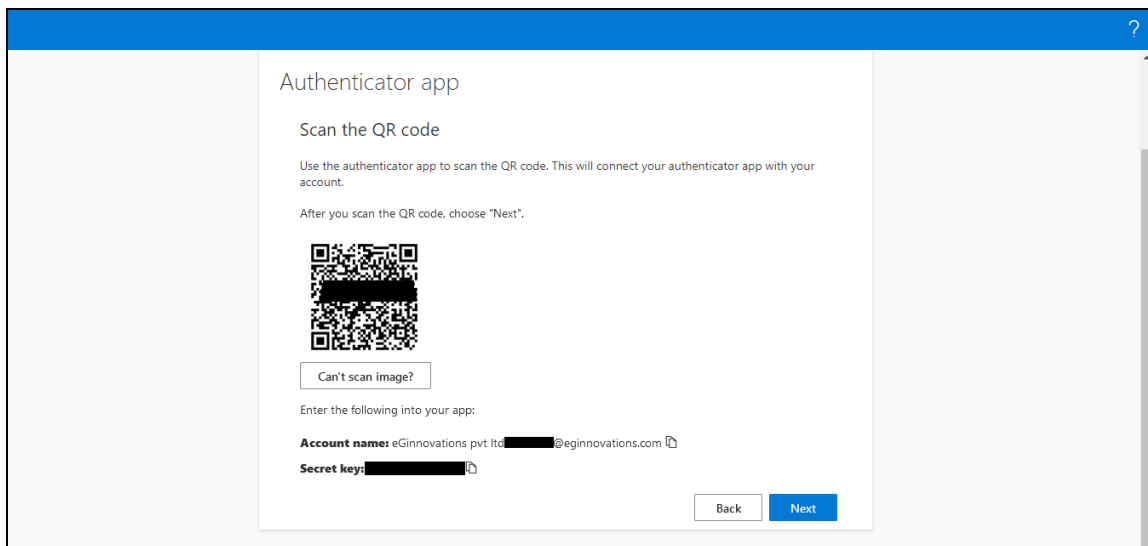 ?
Authenticator app
Scan the QR code
Use the authenticator app to scan the QR code. This will connect your authenticator app with your
account.
After you scan the QR code, choose "Next".
Can't scan image?
Enter the following into your app:
Account name: eGinnovations pvt ltd @eginnovations.com
Secret key:
Back Next